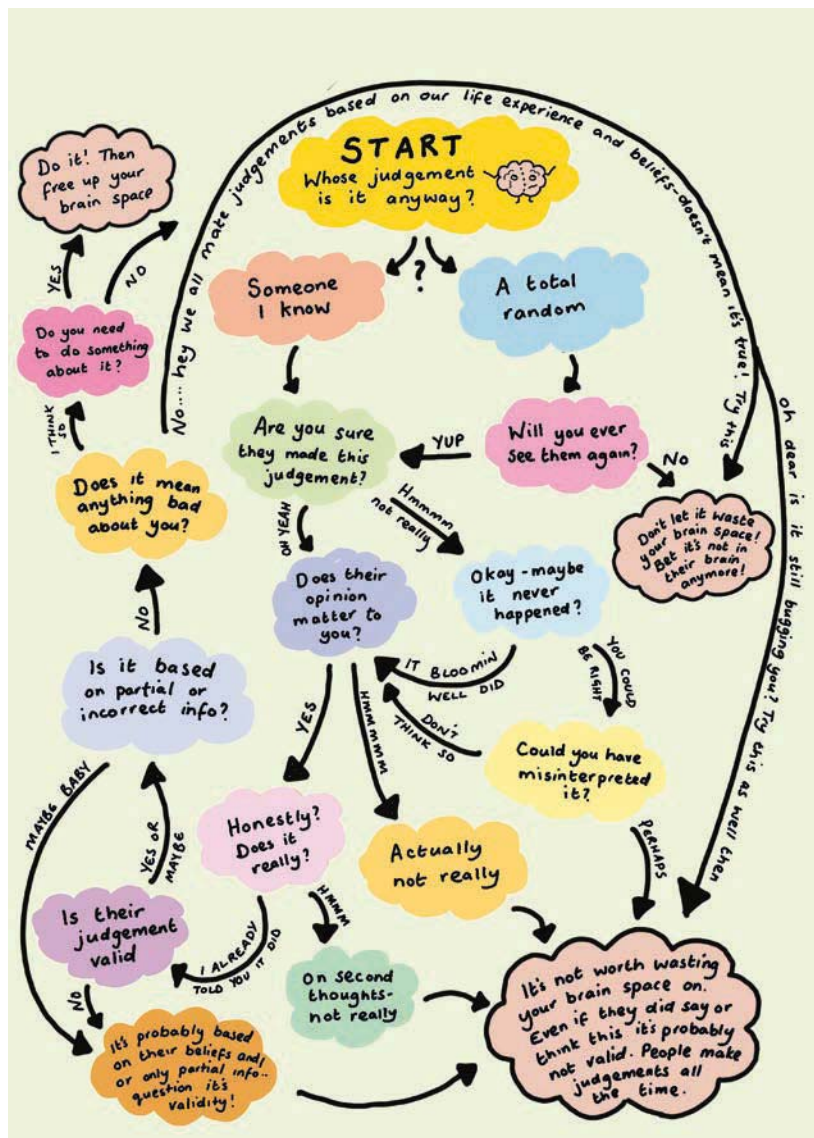 No.... hey we all make judgements based on our life experience and beliefs-doesn't mean it's true! Try this
oh dear is it still bugging you? Try this as well then
START
Whose judgement
is it anyway?
?
Someone
I know
A total
random
Do it! Then
free up your
brain space
YES
NO
Do you need
to do something
about it?
I THINK
SO
Does it mean
anything bad
about you?
NO
Are you sure
they made this
judgement?
YUP
Will you ever
see them again?
NO
Don't let it waste
your brain space!
Bet it's not in
their brain
anymore!
OH YEAH
Hmmmm
not really
Does their
opinion
matter to
you?
Okay-maybe
it never
happened?
IT BLOOMIN
WELL DID
YOU COULD
BE RIGHT
DON'T
THINK SO
Could you have
misinterpreted
it?
PERHAPS
YES
HMMMMMM
Is it based
on partial or
incorrect info?
MAYBE BABY
YES OR
MAYBE
Honestly?
Does it
really?
Actually
not really
Is their
judgement
valid
I ALREADY
TOLD YOU IT DID
HMMM
NO
On second
thoughts-
not really
It's probably based
on their beliefs and/
or only partial info..
question it's
validity!
It's not worth wasting
your brain space on.
Even if they did say or
think this it's probably
not valid. People make
judgements all
the time.